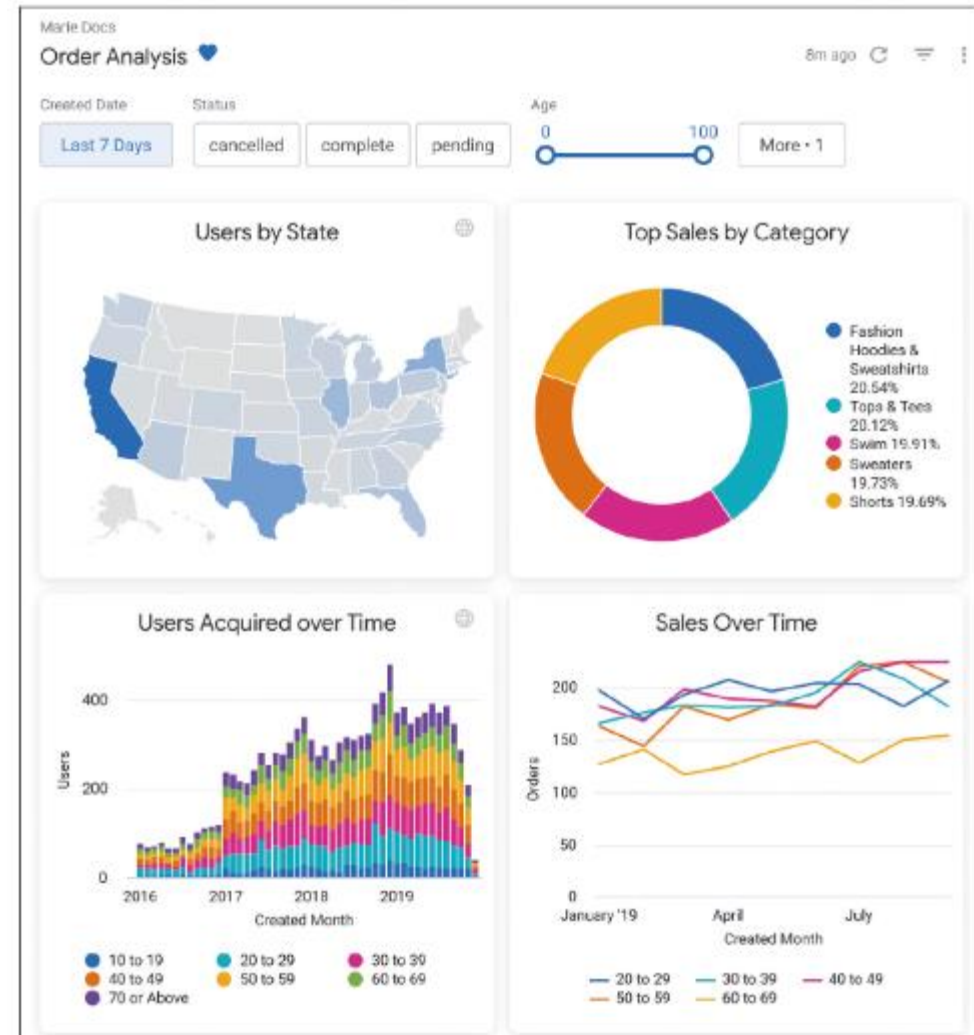 Marie Docs
Order Analysis
8m ago
Created Date
Status
Age
Last 7 Days
cancelled
complete
pending
0
100
More • 1
Users by State
Top Sales by Category
Fashion
Hoodies &
Sweatshirts
20.54%
Tops & Tees
20.12%
Swim 19.91%
Sweaters
19.73%
Shorts 19.69%
Users Acquired over Time
400
200
0
Users
2016
2017
2018
2019
Created Month
10 to 19
20 to 29
30 to 39
40 to 49
50 to 59
60 to 69
70 or Above
Sales Over Time
200
150
100
50
0
Orders
January '19
April
July
Created Month
20 to 29
30 to 39
40 to 49
50 to 59
60 to 69